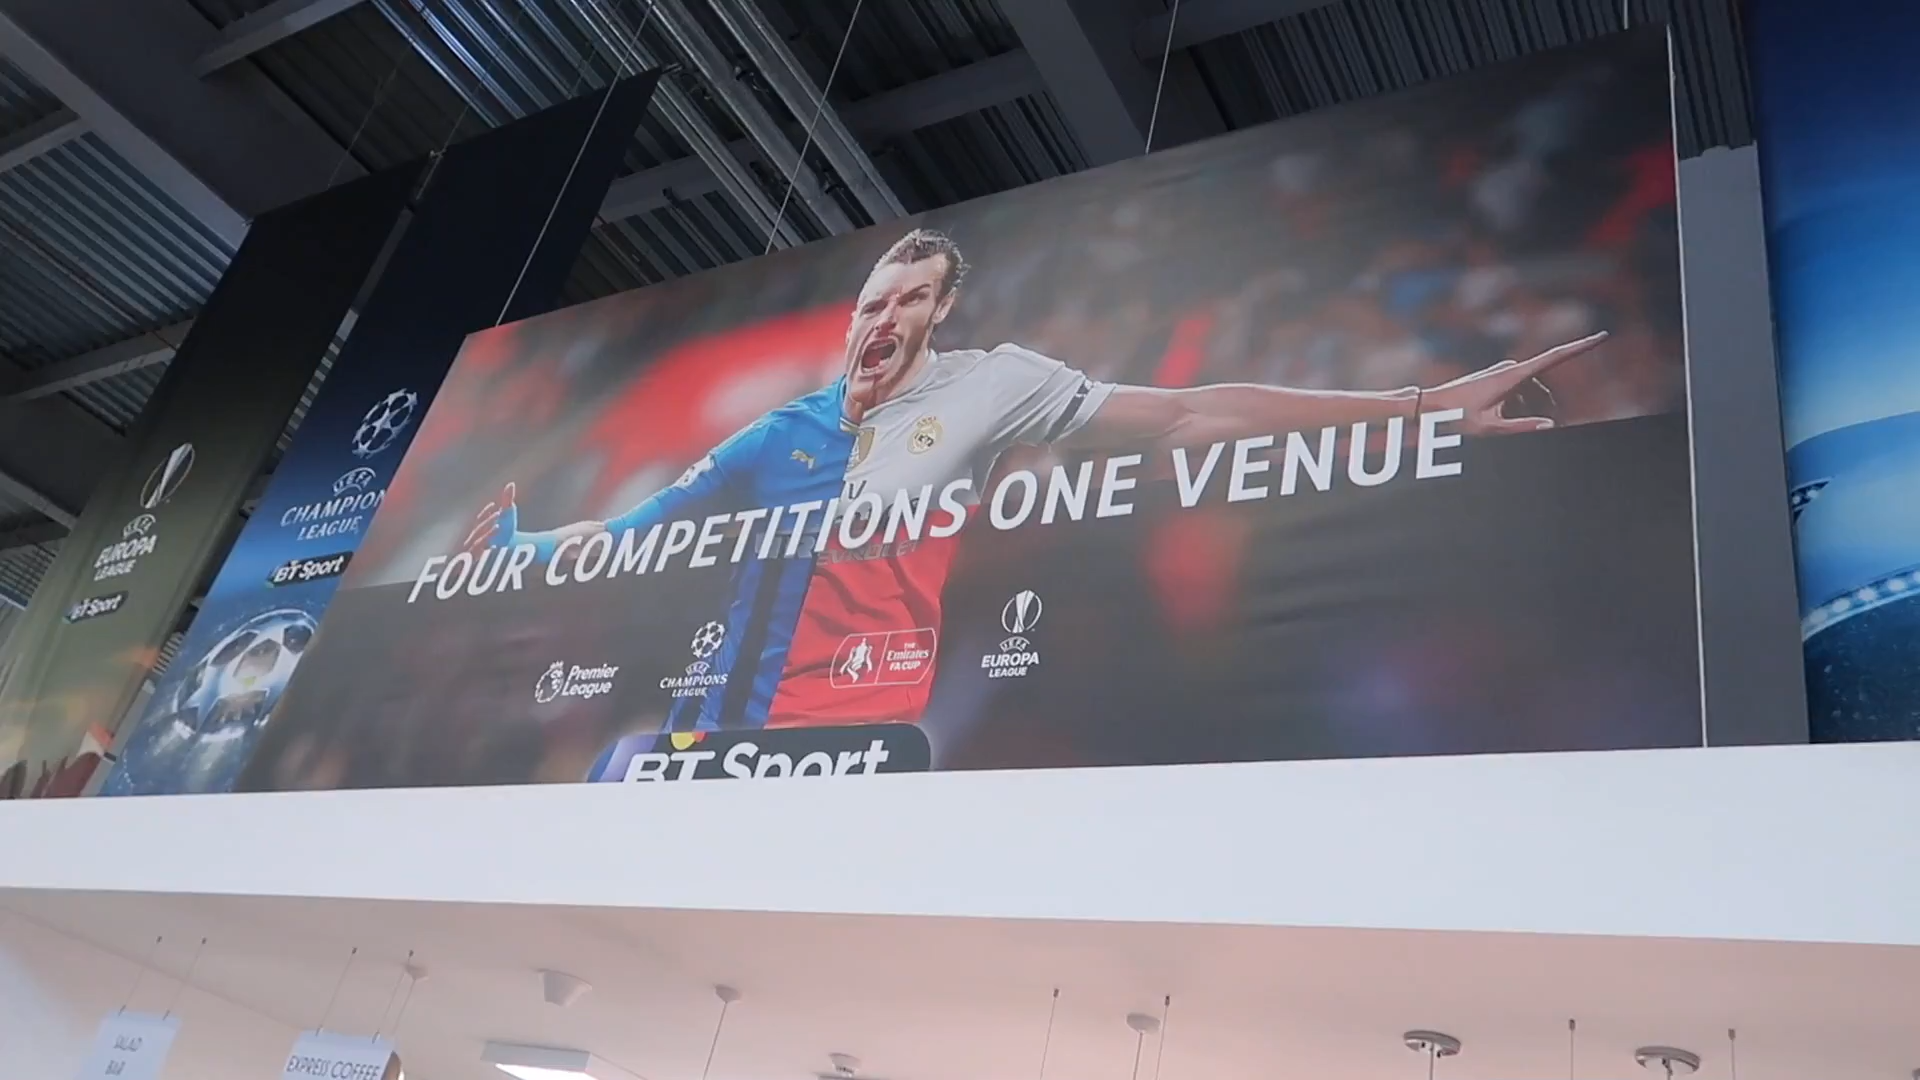 FOUR COMPETITIONS ONE VENUE
Premier
League
UEFA
CHAMPIONS
LEAGUE
THE
Emirates
FA CUP
UEFA
EUROPA
LEAGUE
BT Sport
UEFA
EUROPA
LEAGUE
BT Sport
UEFA
CHAMPION
LEAGUE
BT Sport
SALAD
BAR
EXPRESS COFFEE